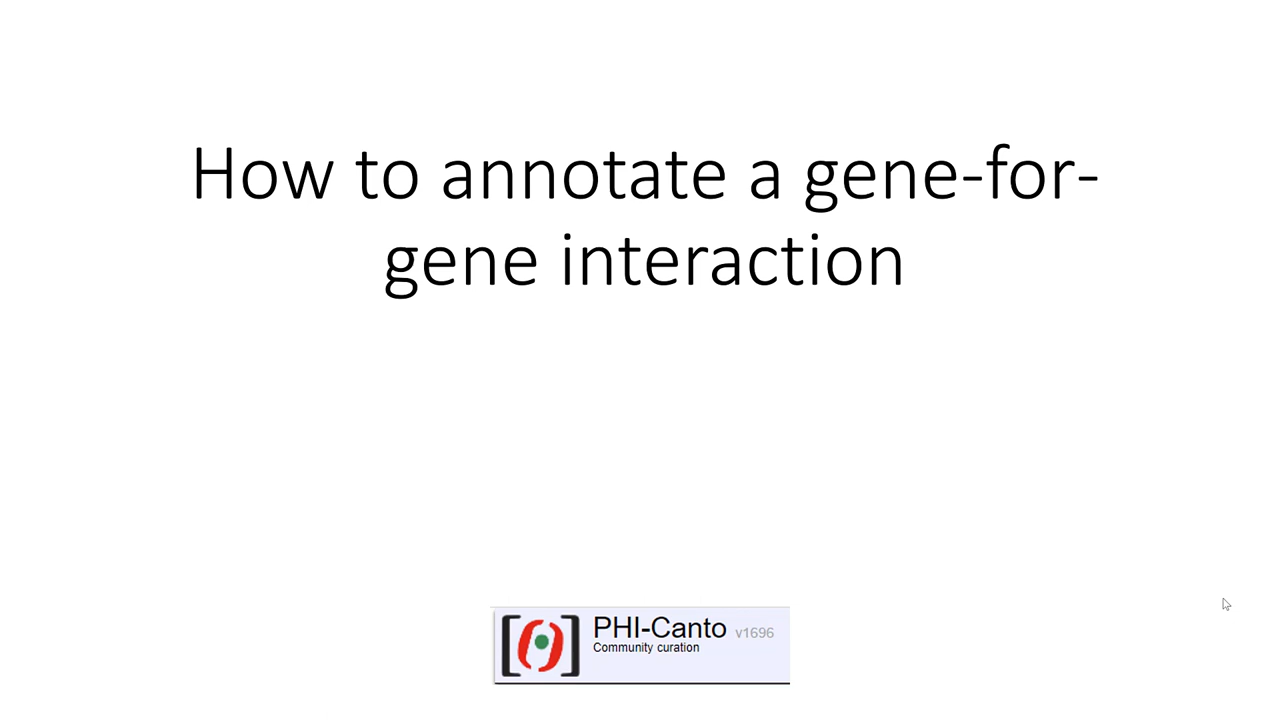 How to annotate a gene-for-
gene interaction
PHI-Canto v1696
Community curation